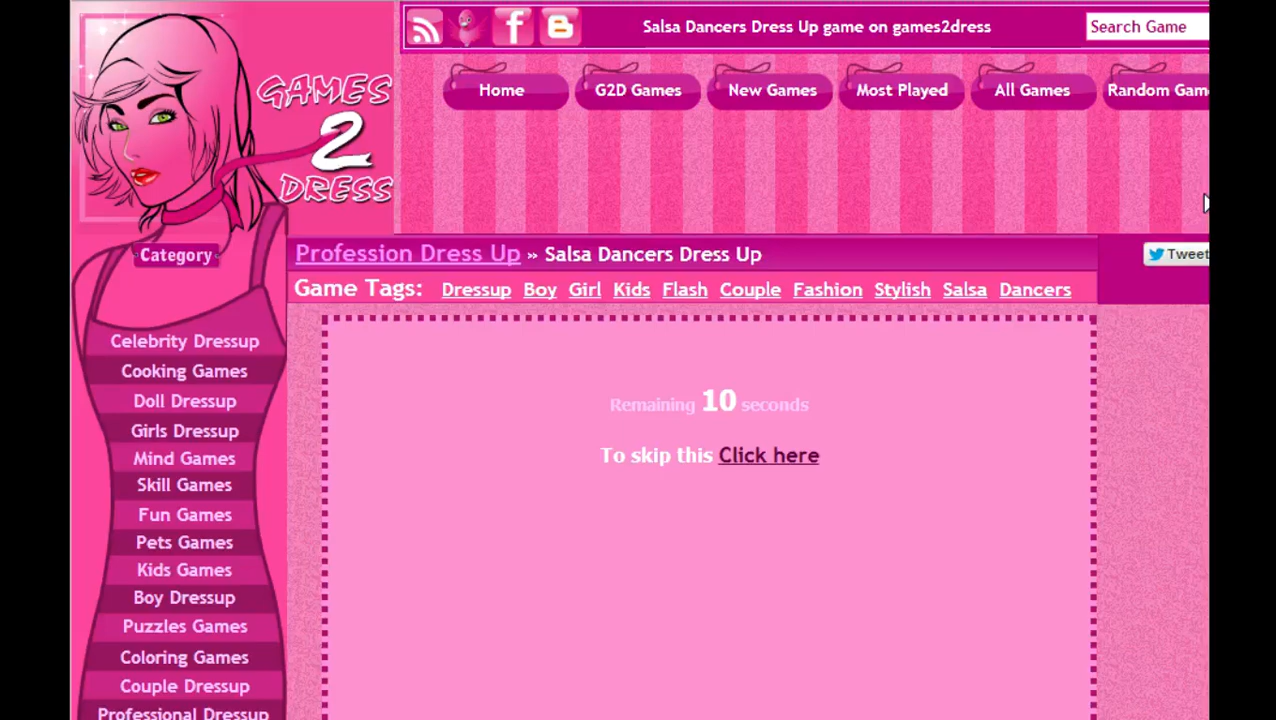 Salsa Dancers Dress Up game on games2dress
Search Game
GAMES
2
DRESS
Home
G2D Games
New Games
Most Played
All Games
Random Gam
Category
Profession Dress Up » Salsa Dancers Dress Up
Tweet
Game Tags: Dressup Boy Girl Kids Flash Couple Fashion Stylish Salsa Dancers
Celebrity Dressup
Cooking Games
Doll Dressup
Girls Dressup
Mind Games
Skill Games
Fun Games
Pets Games
Kids Games
Boy Dressup
Puzzles Games
Coloring Games
Couple Dressup
Professional Dressup
Remaining 10 seconds
To skip this Click here